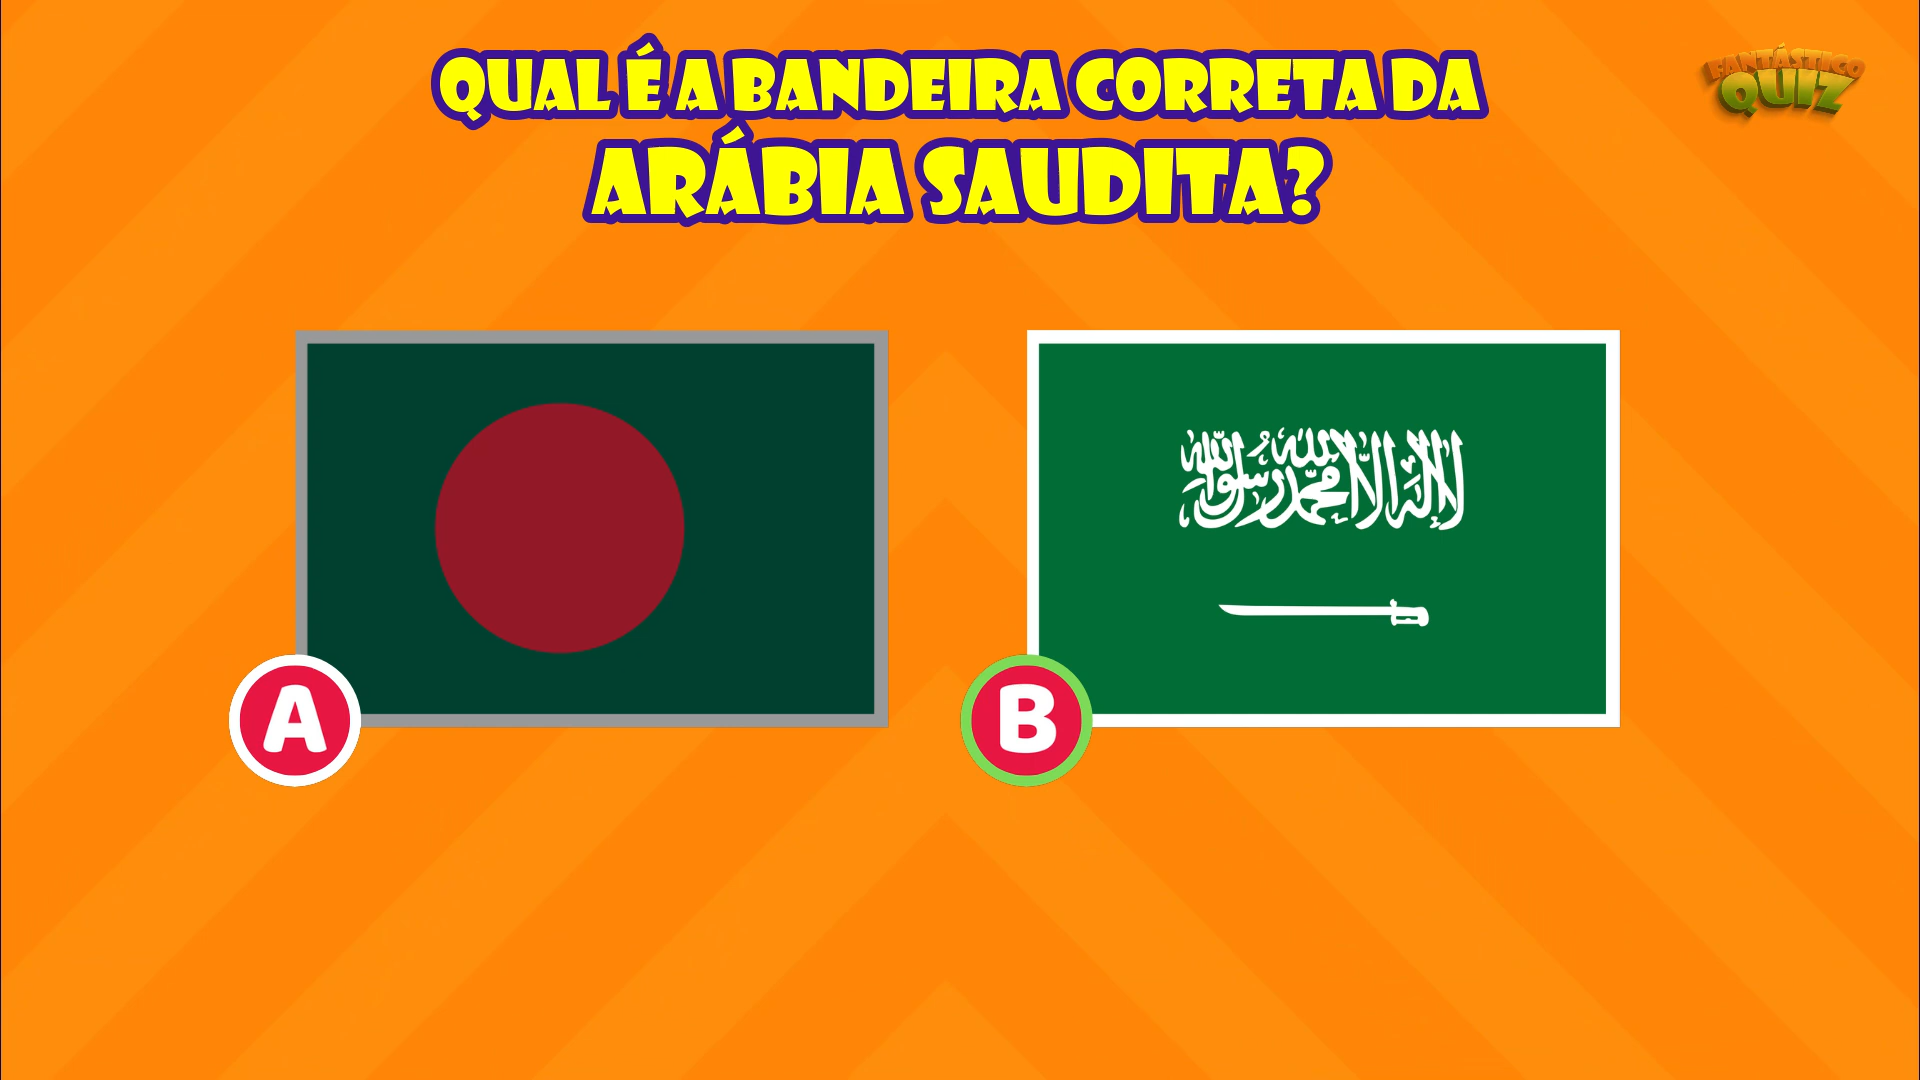 QUAL É A BANDEIRA CORRETA DA
ARÁBIA SAUDITA?
FANTÁSTICO
QUIZ
لا إله إلا الله محمد رسول الله
A
B